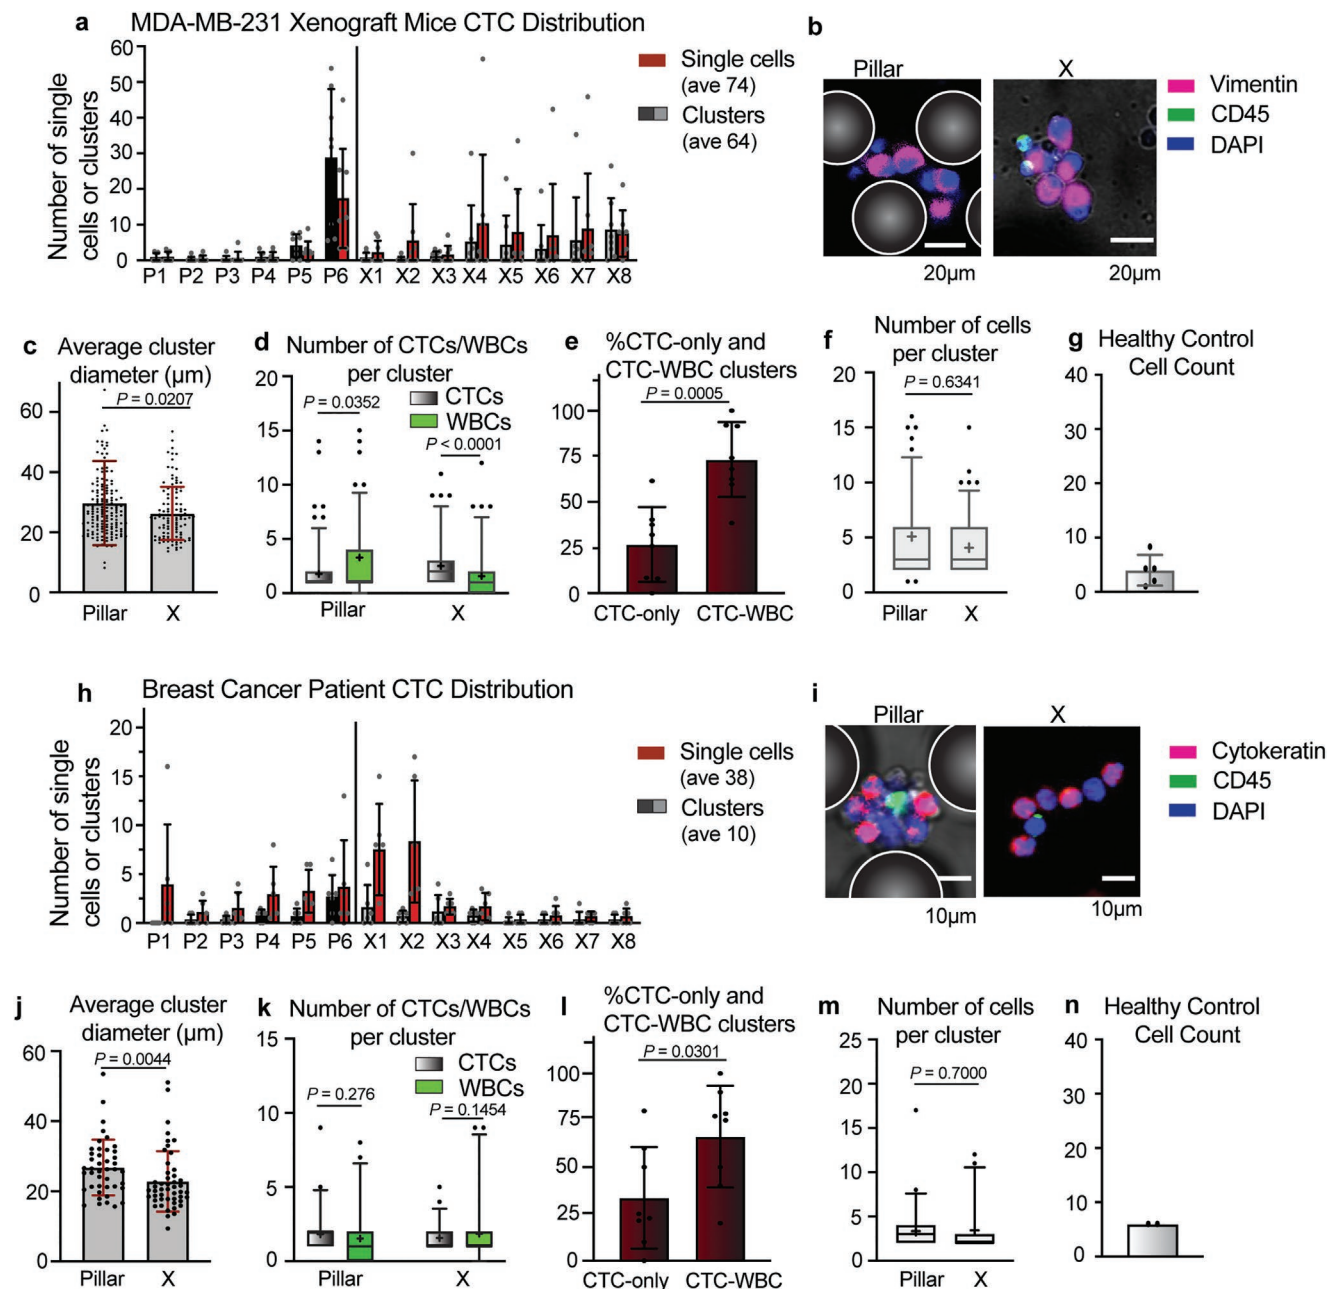 a MDA-MB-231 Xenograft Mice CTC Distribution
Number of single
cells or clusters
60
50
40
30
20
10
0
P1 P2 P3 P4 P5 P6 X1 X2 X3 X4 X5 X6 X7 X8
Single cells
(ave 74)
Clusters
(ave 64)
b
Pillar X
Vimentin
CD45
DAPI
20µm 20µm
c Average cluster
diameter (µm)
P = 0.0207
60
40
20
0
Pillar X
d Number of CTCs/WBCs
per cluster
CTCs
WBCs
P = 0.0352
P < 0.0001
20
15
10
5
0
Pillar X
e %CTC-only and
CTC-WBC clusters
P = 0.0005
100
75
50
25
0
CTC-only CTC-WBC
f Number of cells
per cluster
P = 0.6341
20
15
10
5
0
Pillar X
g Healthy Control
Cell Count
40
30
20
10
0
h Breast Cancer Patient CTC Distribution
Number of single
cells or clusters
20
15
10
5
0
P1 P2 P3 P4 P5 P6 X1 X2 X3 X4 X5 X6 X7 X8
Single cells
(ave 38)
Clusters
(ave 10)
i
Pillar X
Cytokeratin
CD45
DAPI
10µm 10µm
j Average cluster
diameter (µm)
P = 0.0044
60
40
20
0
Pillar X
k Number of CTCs/WBCs
per cluster
CTCs
WBCs
P = 0.276
P = 0.1454
15
10
5
0
Pillar X
l %CTC-only and
CTC-WBC clusters
P = 0.0301
100
75
50
25
0
CTC-only CTC-WBC
m Number of cells
per cluster
P = 0.7000
25
20
15
10
5
0
Pillar X
n Healthy Control
Cell Count
40
30
20
10
0